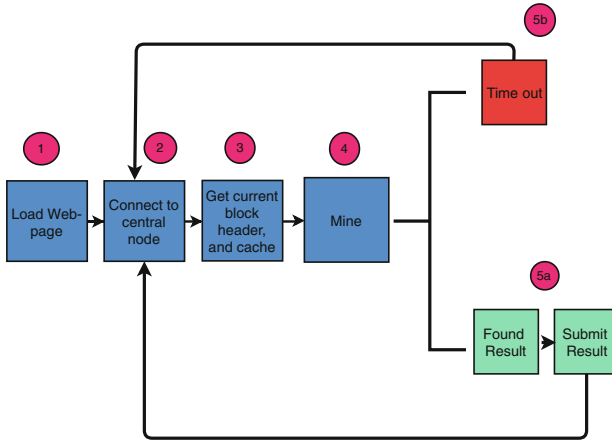 5b
Time out
1
2
3
4
Load Web-
page
Connect to
central
node
Get current
block
header,
and cache
Mine
5a
Found
Result
Submit
Result